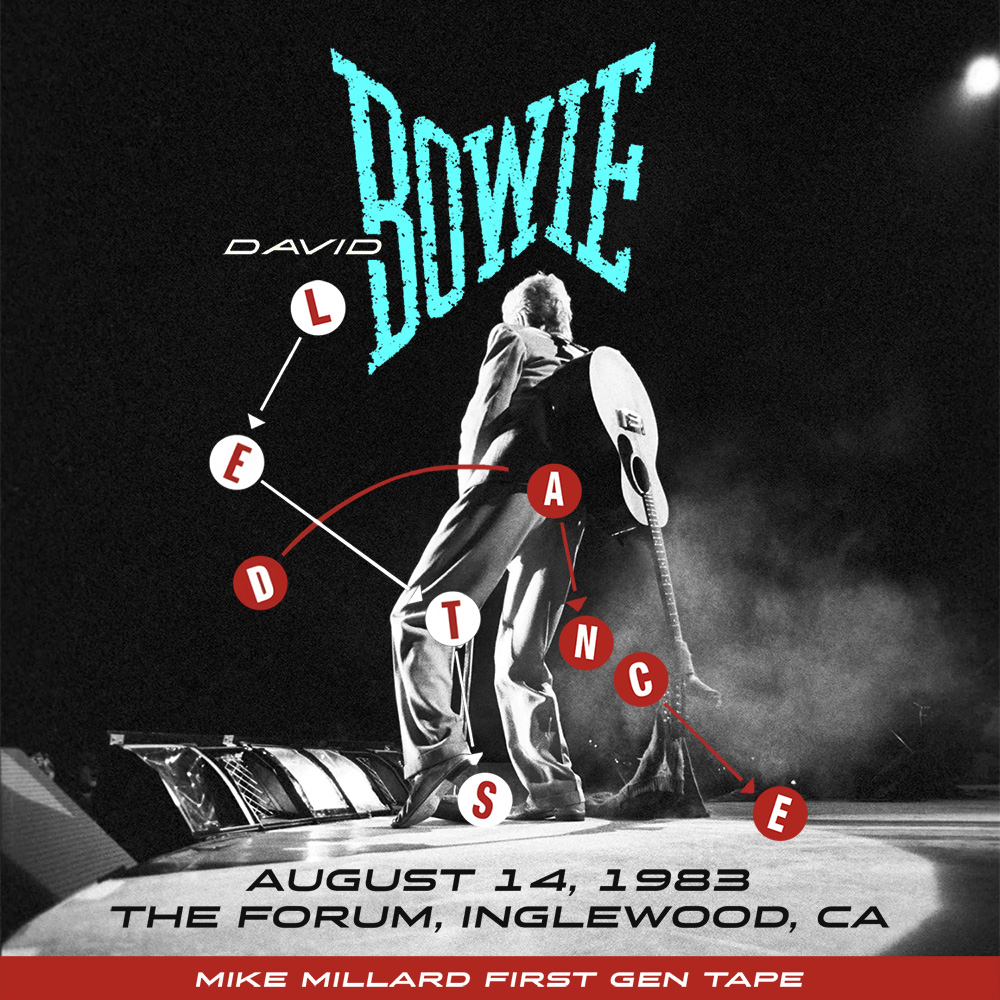 BOWIE
DAVID
L
E
T
S
D
A
N
C
E
AUGUST 14, 1983
THE FORUM, INGLEWOOD, CA
MIKE MILLARD FIRST GEN TAPE